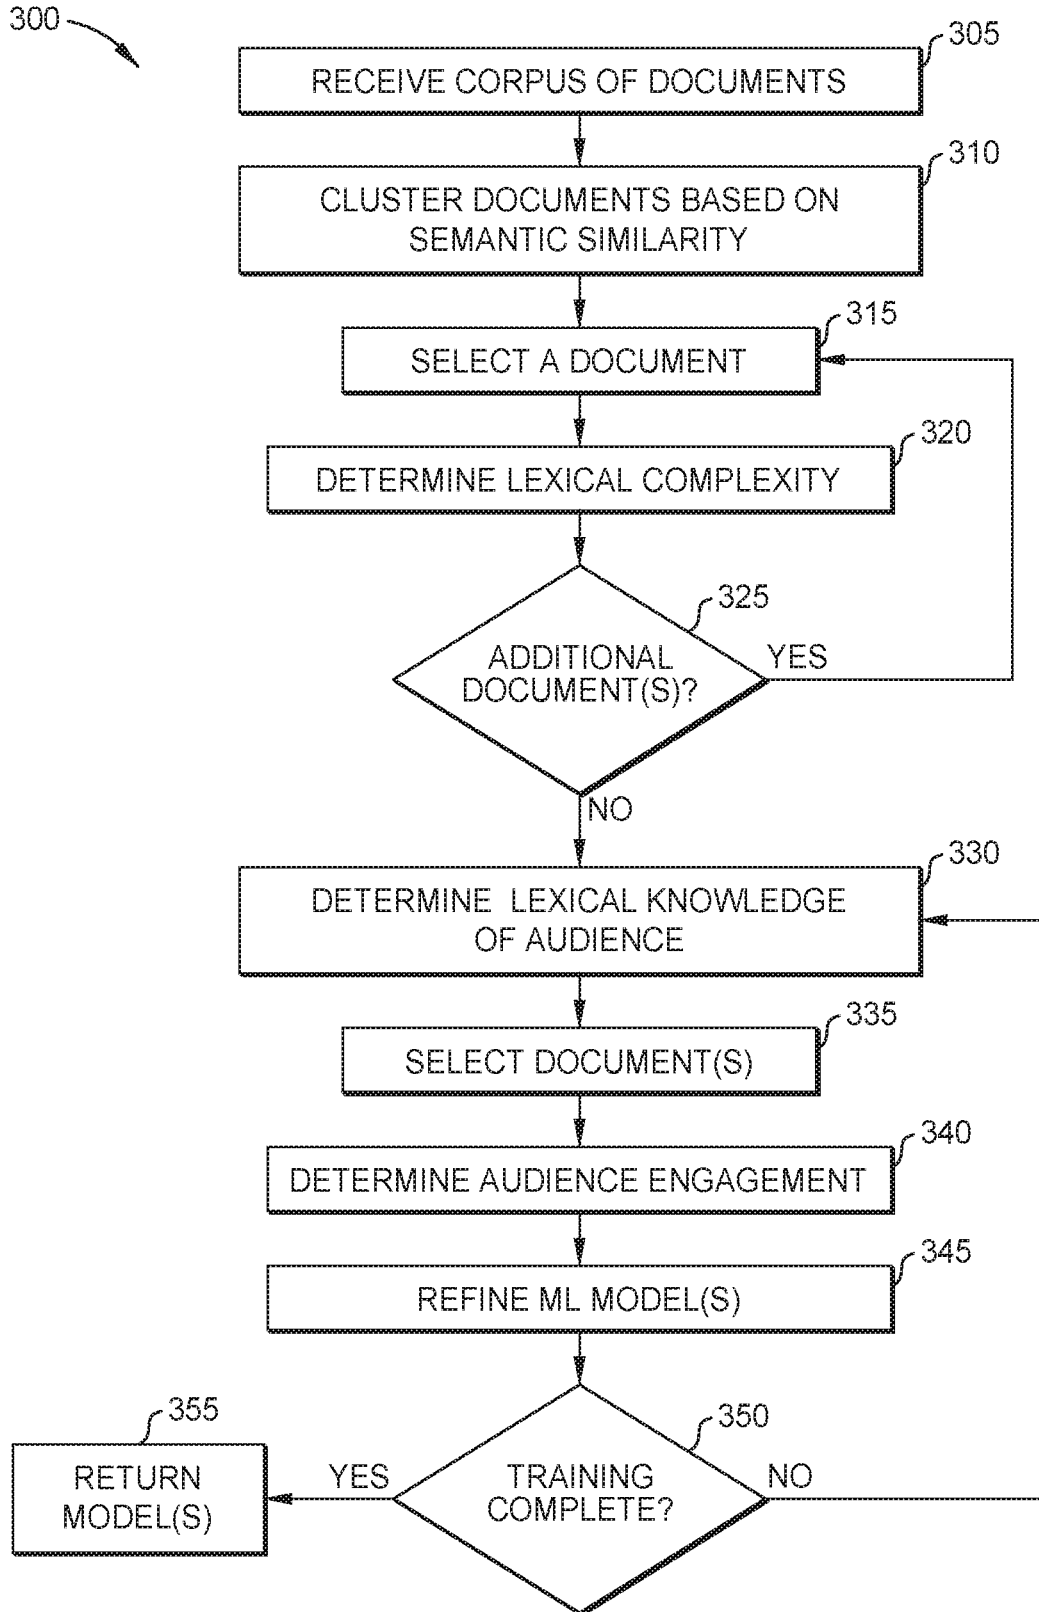 300
305
RECEIVE CORPUS OF DOCUMENTS
310
CLUSTER DOCUMENTS BASED ON
SEMANTIC SIMILARITY
315
SELECT A DOCUMENT
320
DETERMINE LEXICAL COMPLEXITY
325
ADDITIONAL
DOCUMENT(S)?
YES
NO
330
DETERMINE LEXICAL KNOWLEDGE
OF AUDIENCE
335
SELECT DOCUMENT(S)
340
DETERMINE AUDIENCE ENGAGEMENT
345
REFINE ML MODEL(S)
350
TRAINING
COMPLETE?
NO
YES
355
RETURN
MODEL(S)